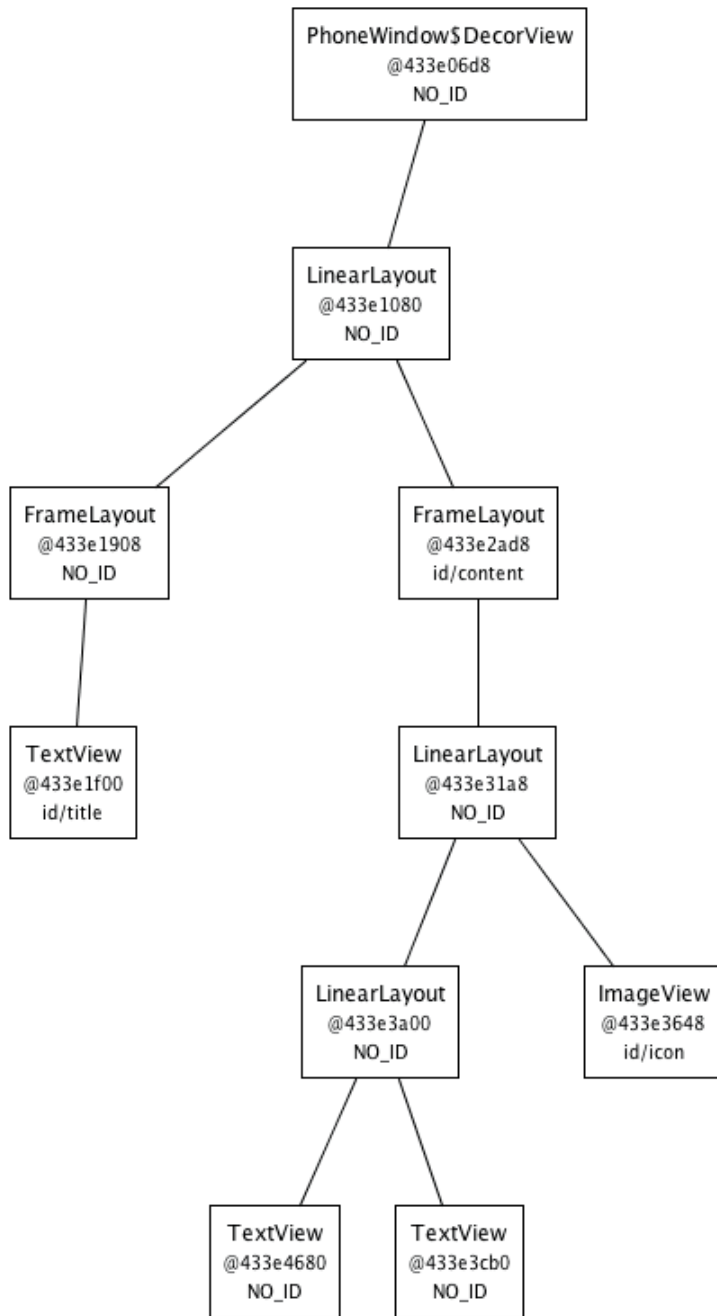 PhoneWindow$DecorView
@433e06d8
NO_ID
LinearLayout
@433e1080
NO_ID
FrameLayout
@433e1908
NO_ID
FrameLayout
@433e2ad8
id/content
TextView
@433e1f00
id/title
LinearLayout
@433e31a8
NO_ID
LinearLayout
@433e3a00
NO_ID
ImageView
@433e3648
id/icon
TextView
@433e4680
NO_ID
TextView
@433e3cb0
NO_ID